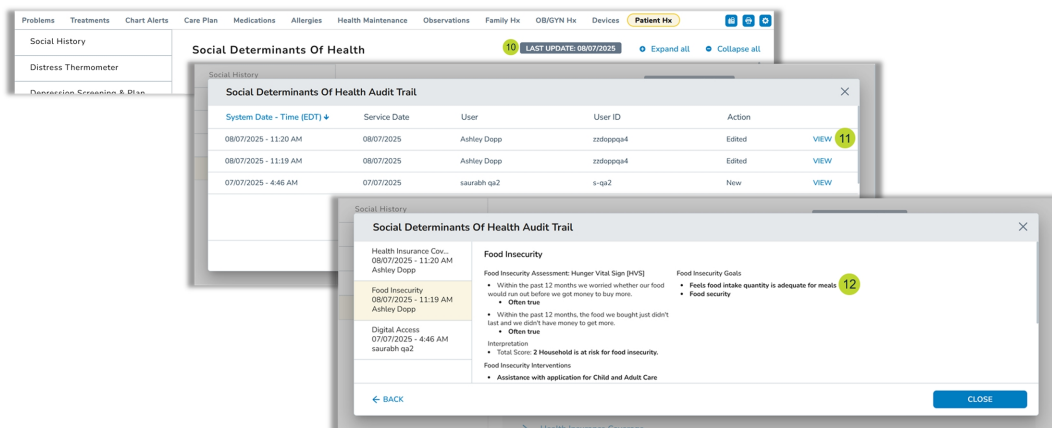 Problems Treatments Chart Alerts Care Plan Medications Allergies Health Maintenance Observations Family Hx OB/GYN Hx Devices Patient Hx
Social History
Distress Thermometer
Depression Screening & Plan
Social Determinants Of Health
10 LAST UPDATE: 08/07/2025 Expand all Collapse all
Social History
Social Determinants Of Health Audit Trail
System Date - Time (EDT) Service Date User User ID Action
08/07/2025 - 11:20 AM 08/07/2025 Ashley Dopp zzdoppqa4 Edited VIEW 11
08/07/2025 - 11:19 AM 08/07/2025 Ashley Dopp zzdoppqa4 Edited VIEW
07/07/2025 - 4:46 AM 07/07/2025 saurabh qa2 s-qa2 New VIEW
Social History
Social Determinants Of Health Audit Trail
Health Insurance Cov...
08/07/2025 - 11:20 AM
Ashley Dopp
Food Insecurity
08/07/2025 - 11:19 AM
Ashley Dopp
Digital Access
07/07/2025 - 4:46 AM
saurabh qa2
Food Insecurity
Food Insecurity Assessment: Hunger Vital Sign [HVS]
• Within the past 12 months we worried whether our food
would run out before we got money to buy more.
• Often true
• Within the past 12 months, the food we bought just didn't
last and we didn't have money to get more.
• Often true
Interpretation
• Total Score: 2 Household is at risk for food insecurity.
Food Insecurity Interventions
• Assistance with application for Child and Adult Care
Food Insecurity Goals
• Feels food intake quantity is adequate for meals 12
• Food security
BACK
CLOSE
Health Insurance Coverage